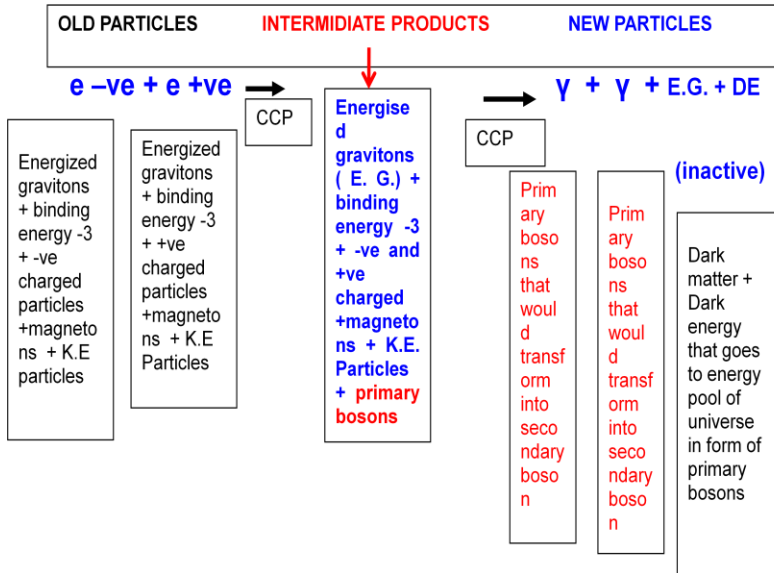 OLD PARTICLES INTERMIDIATE PRODUCTS NEW PARTICLES
e –ve + e +ve
CCP
Energise
d
gravitons
( E. G.) +
binding
energy -3
+ -ve and
+ve
charged
+magneto
ns + K.E.
Particles
+ primary
bosons
CCP
γ + γ + E.G. + DE
(inactive)
Energized
gravitons
+ binding
energy -3
+ -ve
charged
particles
+magneto
ns + K.E
particles
Energized
gravitons
+ binding
energy -3
+ +ve
charged
particles
+magneto
ns + K.E
Particles
Prim
ary
boso
ns
that
woul
d
transf
orm
into
seco
ndary
boso
n
Prim
ary
boso
ns
that
woul
d
transf
orm
into
seco
ndary
boso
n
Dark
matter +
Dark
energy
that goes
to energy
pool of
universe
in form of
primary
bosons